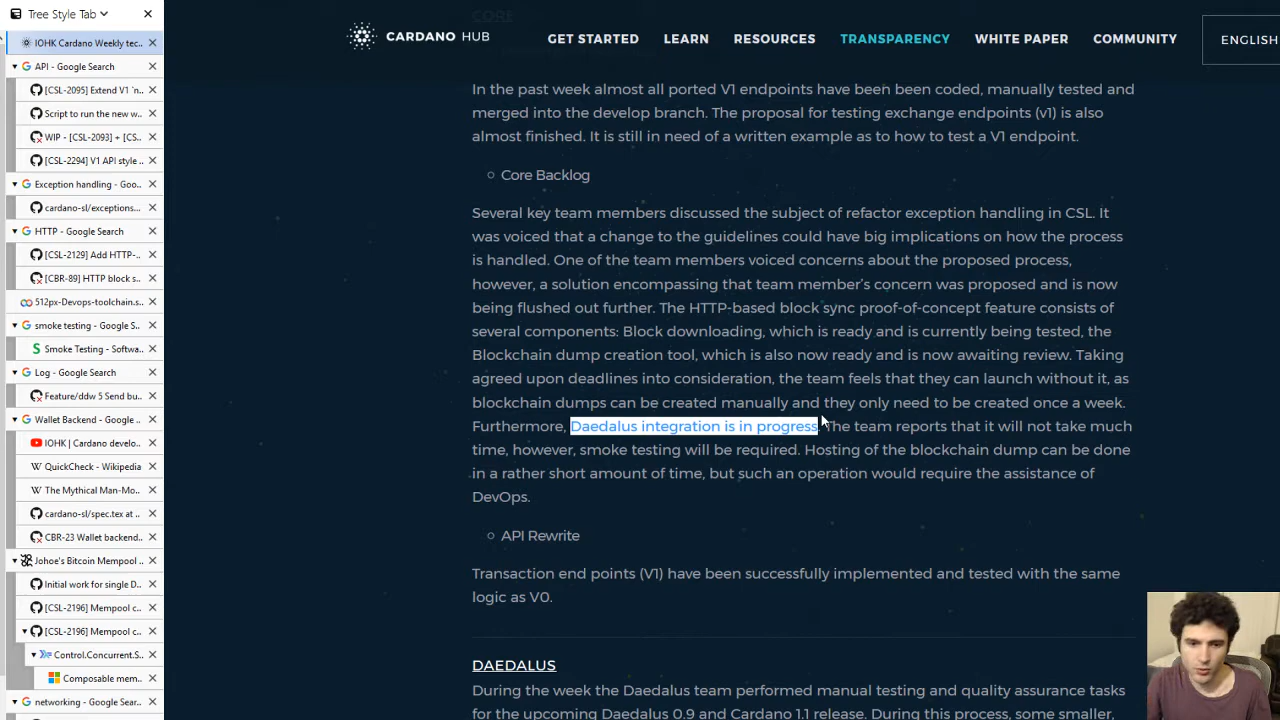 Tree Style Tab
IOHK Cardano Weekly tec...
API - Google Search
[CSL-2095] Extend V1 'n...
Script to run the new w...
WIP - [CSL-2093] + [CS...
[CSL-2294] V1 API style ...
Exception handling - Goo...
cardano-sl/exceptions...
HTTP - Google Search
[CSL-2129] Add HTTP-...
[CBR-89] HTTP block s...
512px-Devops-toolchain.s...
smoke testing - Google S...
Smoke Testing - Softwa...
Log - Google Search
Feature/ddw 5 Send bu...
Wallet Backend - Google ...
IOHK | Cardano develo...
QuickCheck - Wikipedia
The Mythical Man-Mo...
cardano-sl/spec.tex at ...
CBR-23 Wallet backend...
Johoe's Bitcoin Mempool ...
Initial work for single D...
[CSL-2196] Mempool c...
[CSL-2196] Mempool c...
Control.Concurrent.S...
Composable mem...
networking - Google Sear...
CORE
CARDANO HUB
GET STARTED LEARN RESOURCES TRANSPARENCY WHITE PAPER COMMUNITY ENGLISH
In the past week almost all ported V1 endpoints have been been coded, manually tested and
merged into the develop branch. The proposal for testing exchange endpoints (v1) is also
almost finished. It is still in need of a written example as to how to test a V1 endpoint.
Core Backlog
Several key team members discussed the subject of refactor exception handling in CSL. It
was voiced that a change to the guidelines could have big implications on how the process
is handled. One of the team members voiced concerns about the proposed process,
however, a solution encompassing that team member's concern was proposed and is now
being flushed out further. The HTTP-based block sync proof-of-concept feature consists of
several components: Block downloading, which is ready and is currently being tested, the
Blockchain dump creation tool, which is also now ready and is now awaiting review. Taking
agreed upon deadlines into consideration, the team feels that they can launch without it, as
blockchain dumps can be created manually and they only need to be created once a week.
Furthermore, Daedalus integration is in progress. The team reports that it will not take much
time, however, smoke testing will be required. Hosting of the blockchain dump can be done
in a rather short amount of time, but such an operation would require the assistance of
DevOps.
API Rewrite
Transaction end points (V1) have been successfully implemented and tested with the same
logic as V0.
DAEDALUS
During the week the Daedalus team performed manual testing and quality assurance tasks
for the upcoming Daedalus 0.9 and Cardano 1.1 release. During this process, some smaller,